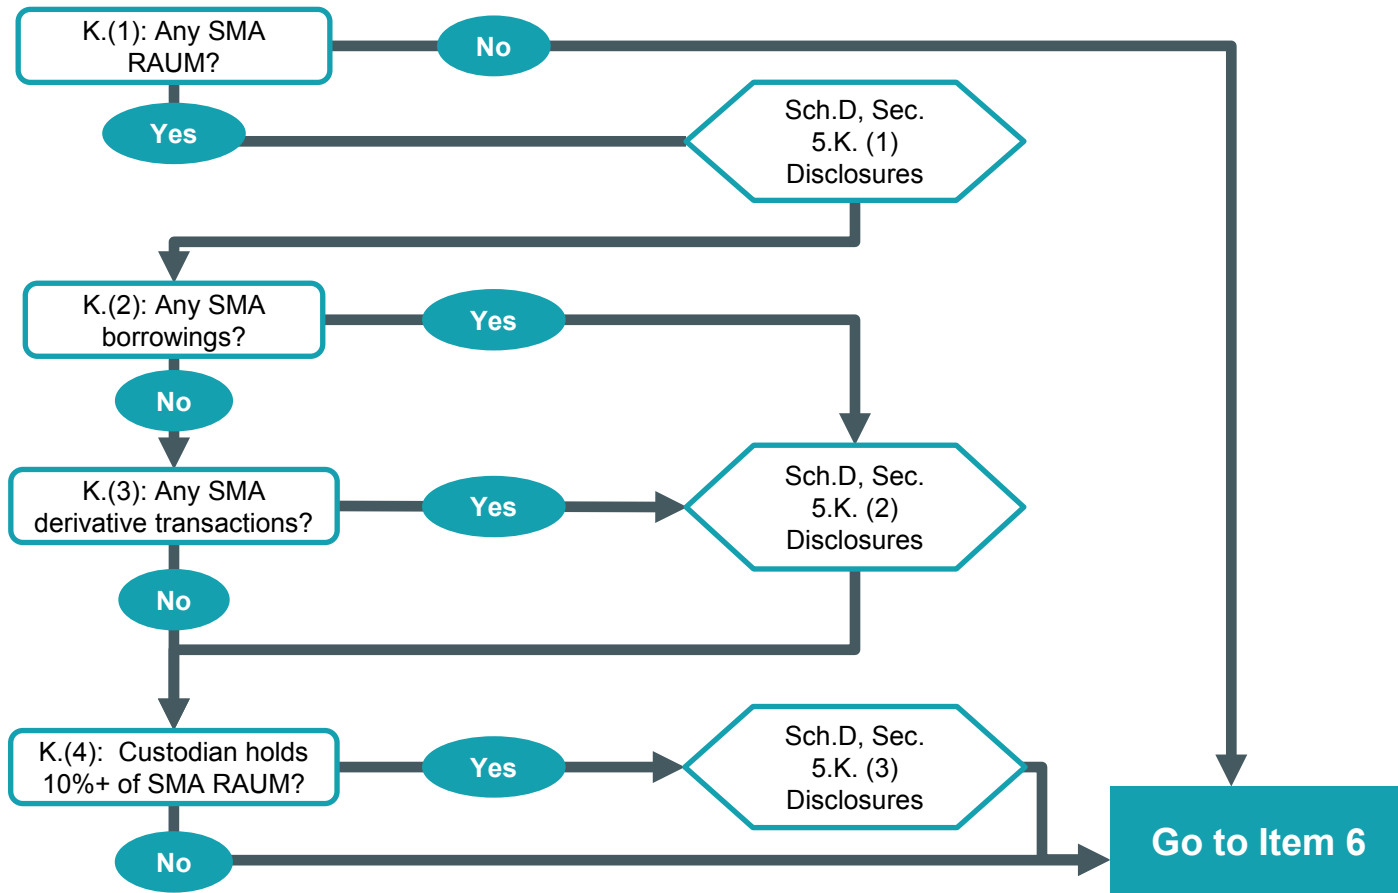 K.(1): Any SMA
RAUM?
No
Yes
Sch.D, Sec.
5.K. (1)
Disclosures
K.(2): Any SMA
borrowings?
Yes
No
K.(3): Any SMA
derivative transactions?
Yes
Sch.D, Sec.
5.K. (2)
Disclosures
No
K.(4):  Custodian holds
10%+ of SMA RAUM?
Yes
Sch.D, Sec.
5.K. (3)
Disclosures
No
Go to Item 6